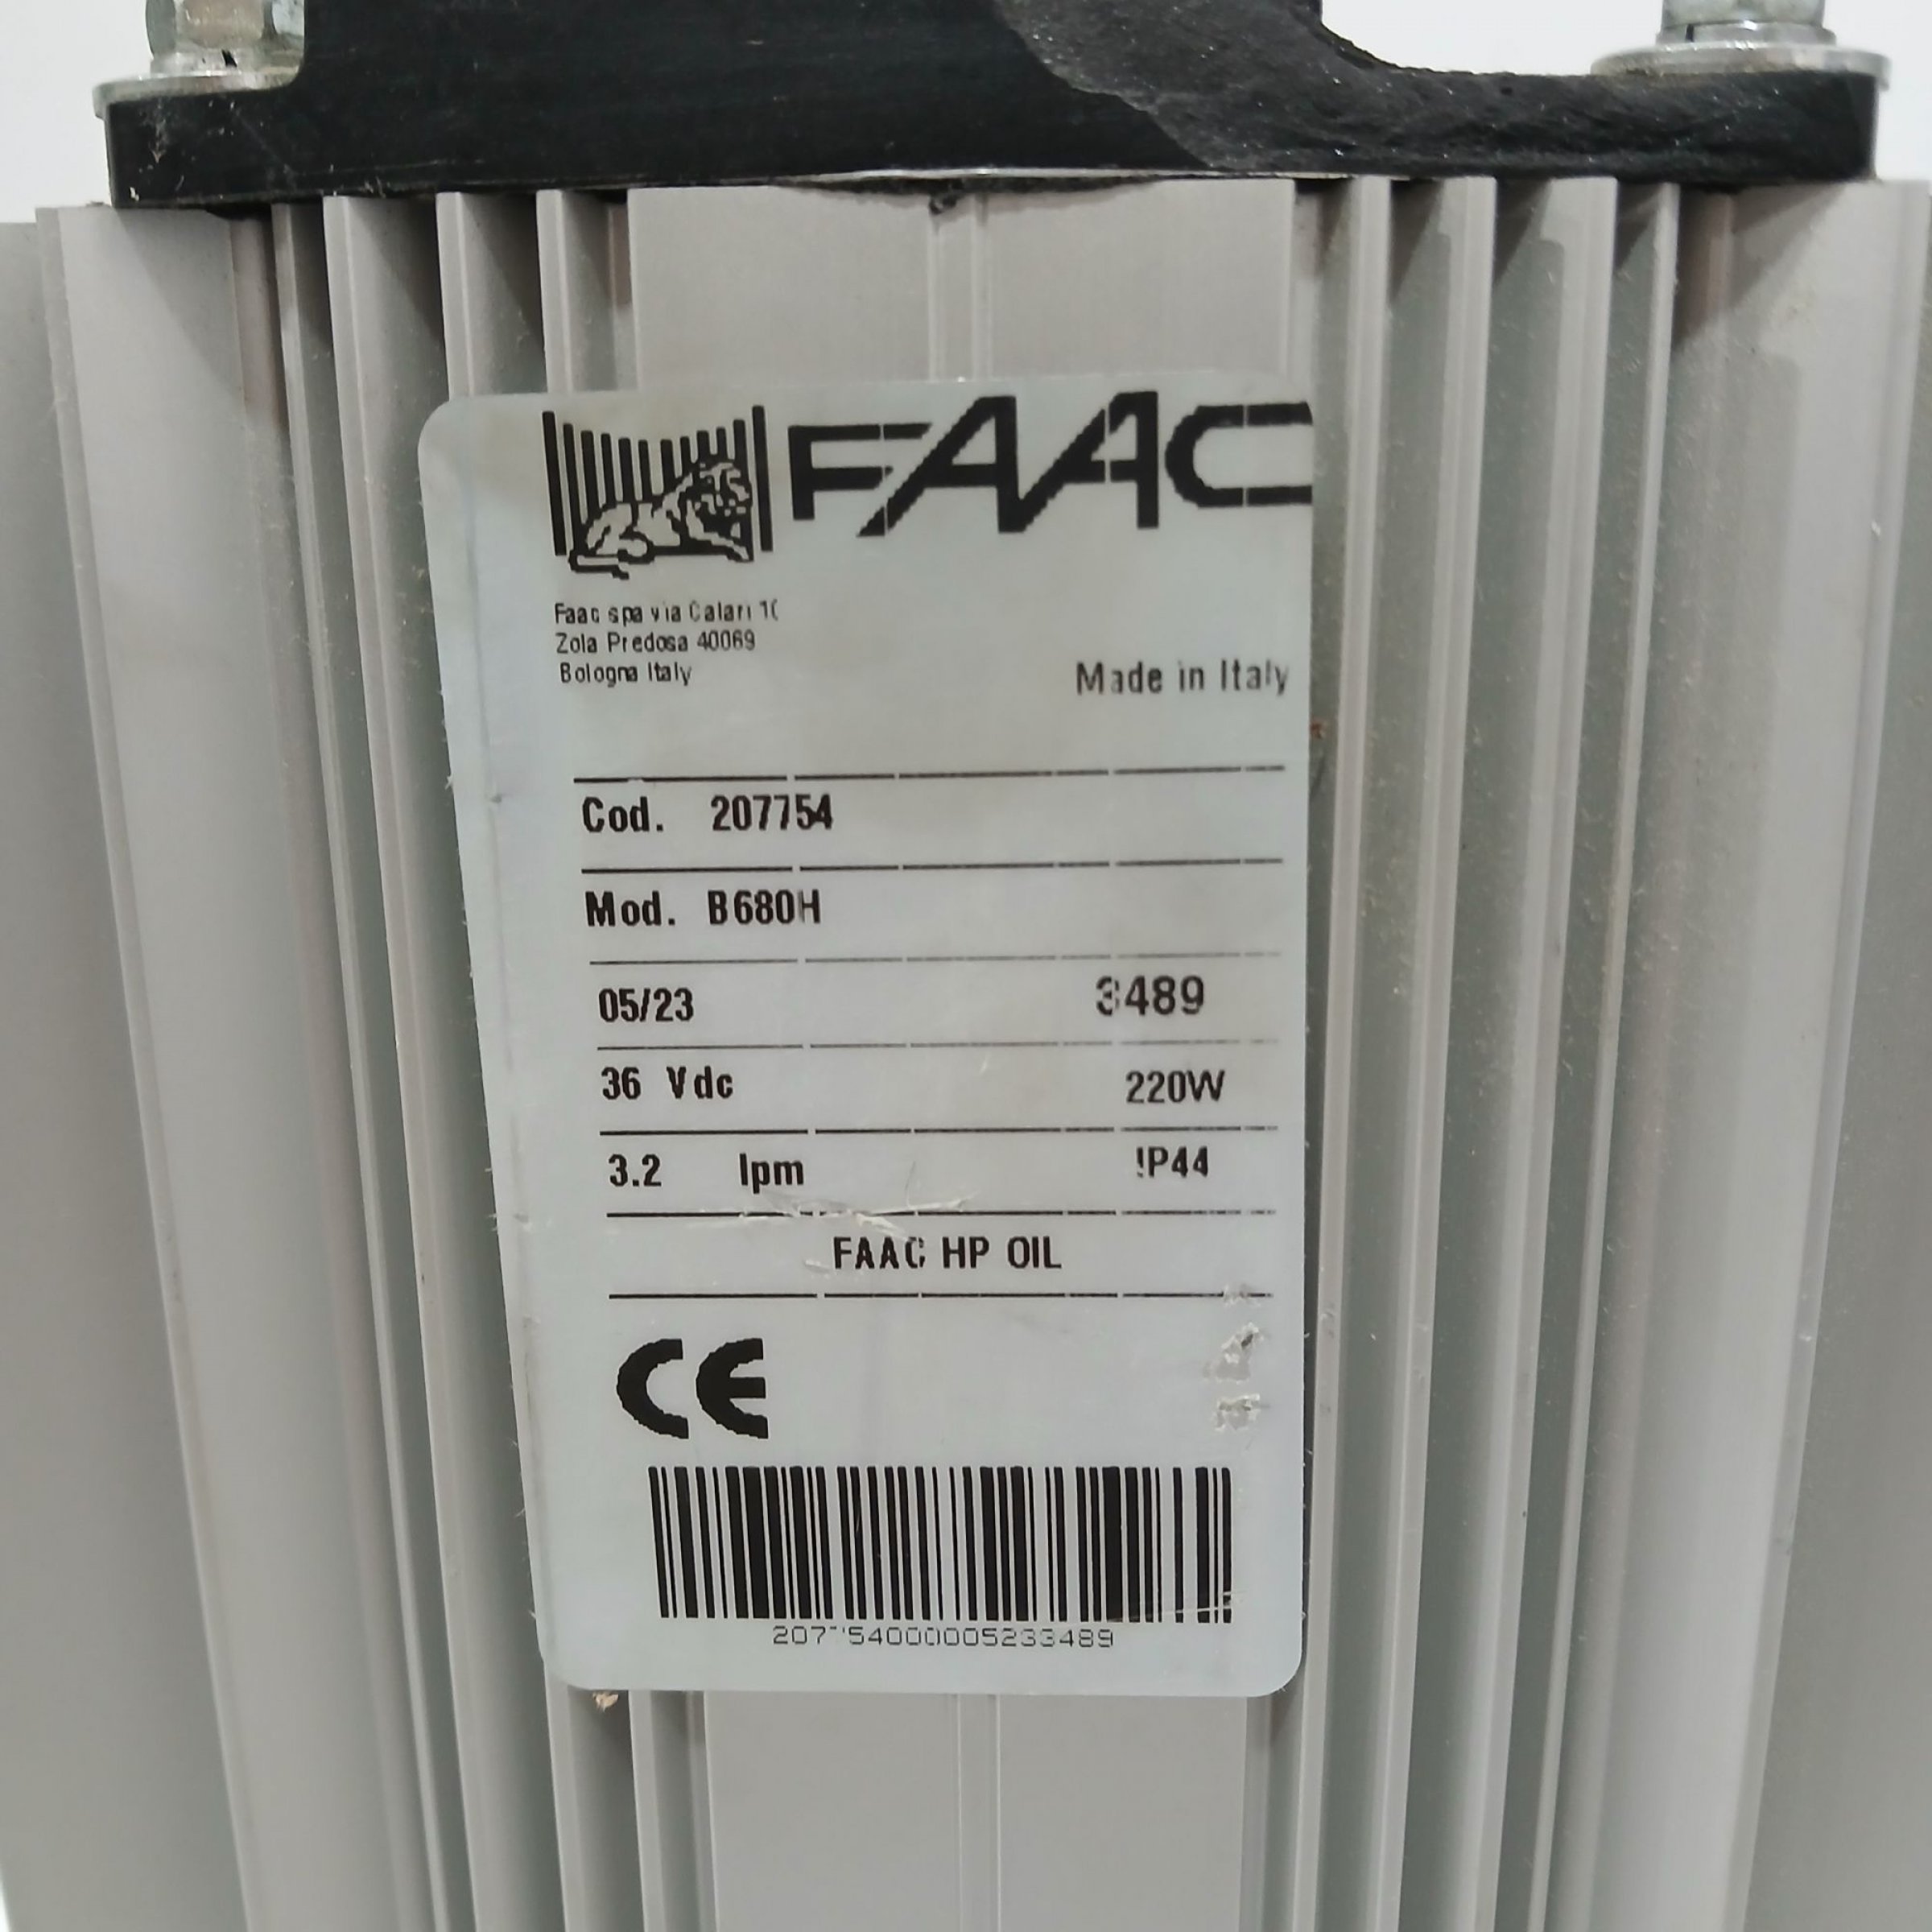 FAAC
Faac spa via Calari 10
Zola Predosa 40069
Bologna Italy
Made in Italy
Cod. 207754
Mod. B680H
05/23 3489
36 Vdc 220W
3.2 lpm IP44
FAAC HP OIL
CE
207754000005233489